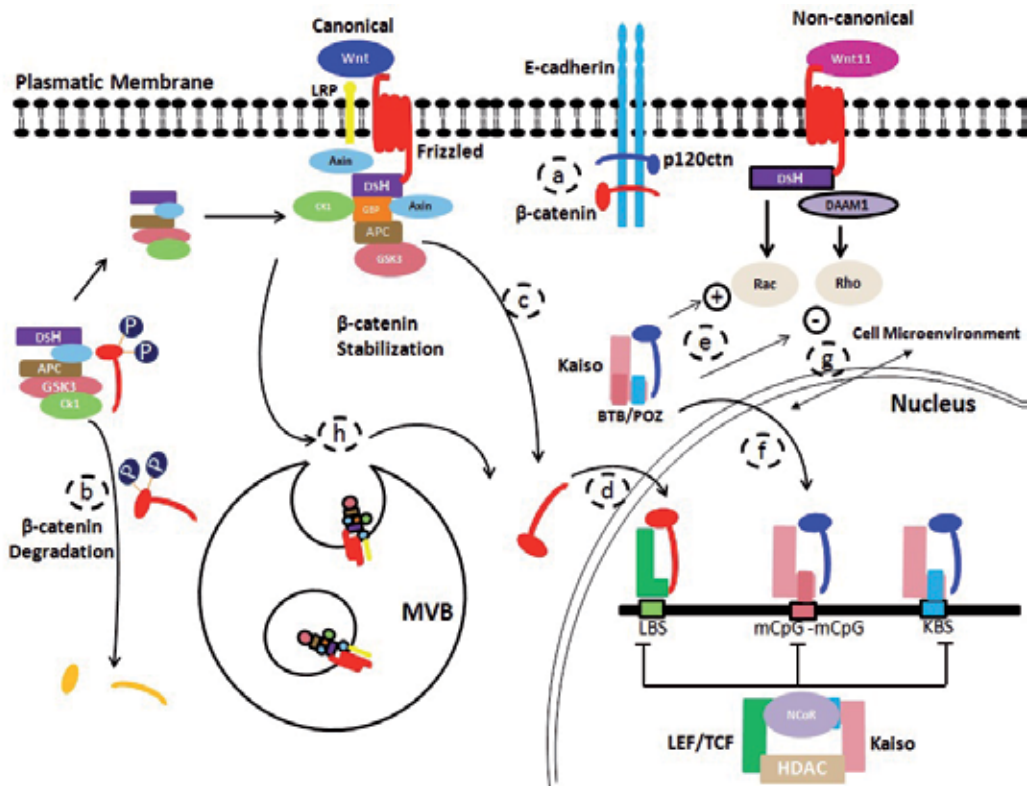 Canonical
Wnt
Non-canonical
Wnt11
Plasmatic Membrane
LRP
E-cadherin
Frizzled
Axin
DSH
CK1
GBP
Axin
APC
GSK3
a
p120ctn
β-catenin
DSH
DAAM1
Rac
Rho
c
β-catenin
Stabilization
+
-
e
g
Cell Microenvironment
Kaiso
BTB/POZ
Nucleus
DSH
P
P
APC
GSK3
Ck1
b
P
P
β-catenin
Degradation
h
d
f
MVB
LBS
mCpG -mCpG
KBS
NCoR
LEF/TCF
Kaiso
HDAC